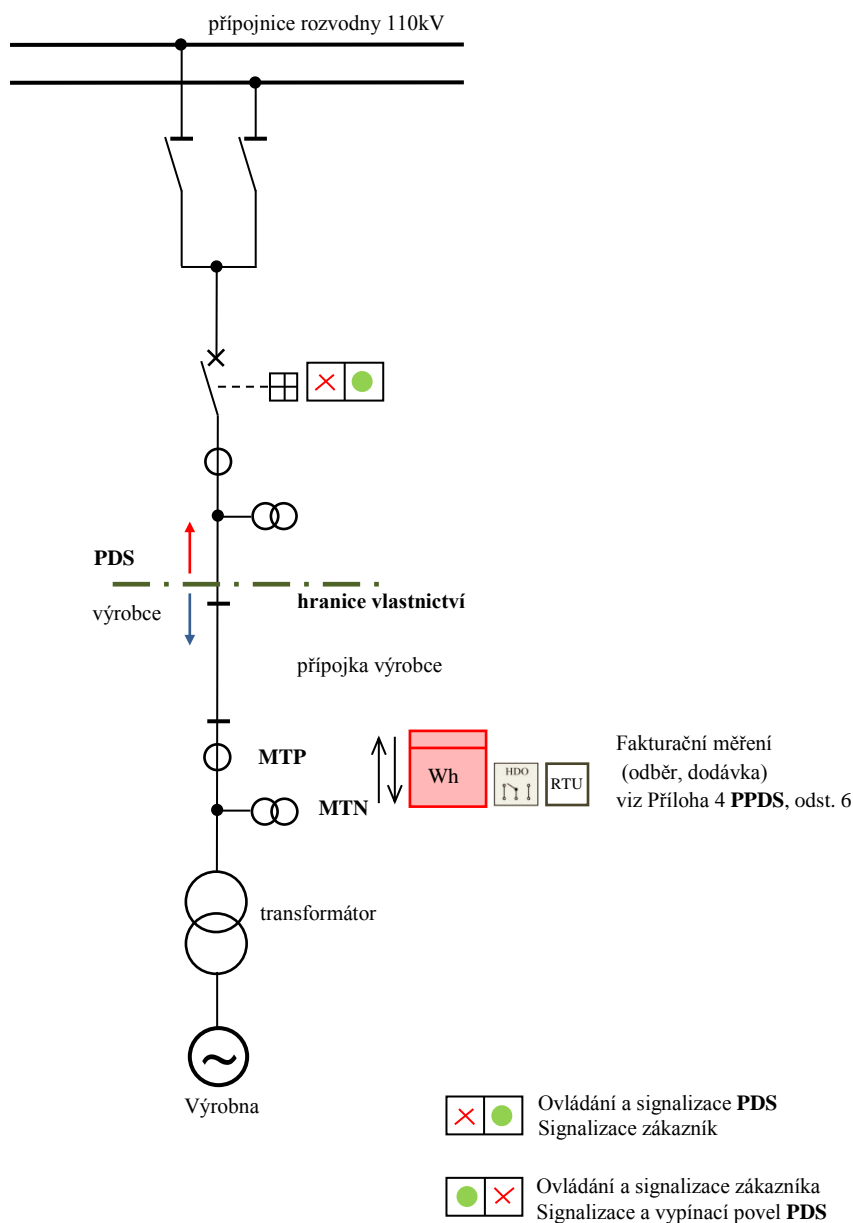 přípojnice rozvodny 110kV
PDS
hranice vlastnictví
výrobce
přípojka výrobce
MTP
Wh
HDO
RTU
Fakturační měření
(odběr, dodávka)
viz Příloha 4 PPDS, odst. 6
MTN
transformátor
~
Výrobna
Ovládání a signalizace PDS
Signalizace zákazník
Ovládání a signalizace zákazníka
Signalizace a vypínací povel PDS